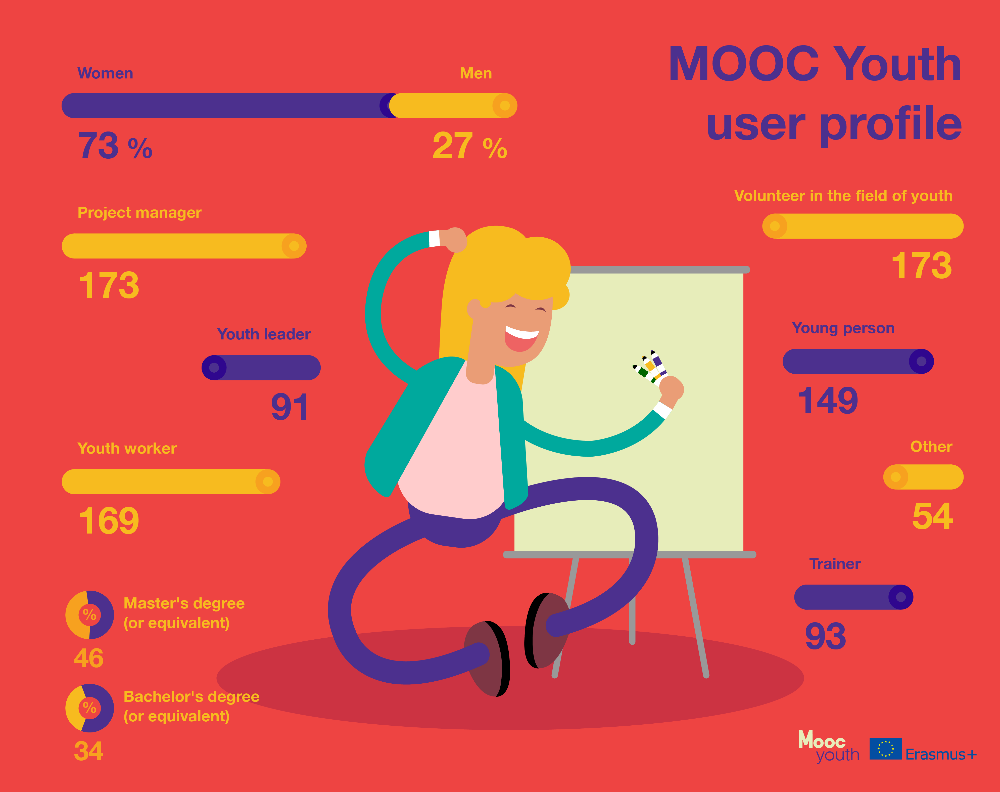 MOOC Youth
user profile
Women
Men
73 %
27 %
Project manager
173
Volunteer in the field of youth
173
Youth leader
91
Young person
149
Youth worker
169
Other
54
Trainer
93
%
Master's degree
(or equivalent)
46
%
Bachelor's degree
(or equivalent)
34
Mooc
youth
Erasmus+